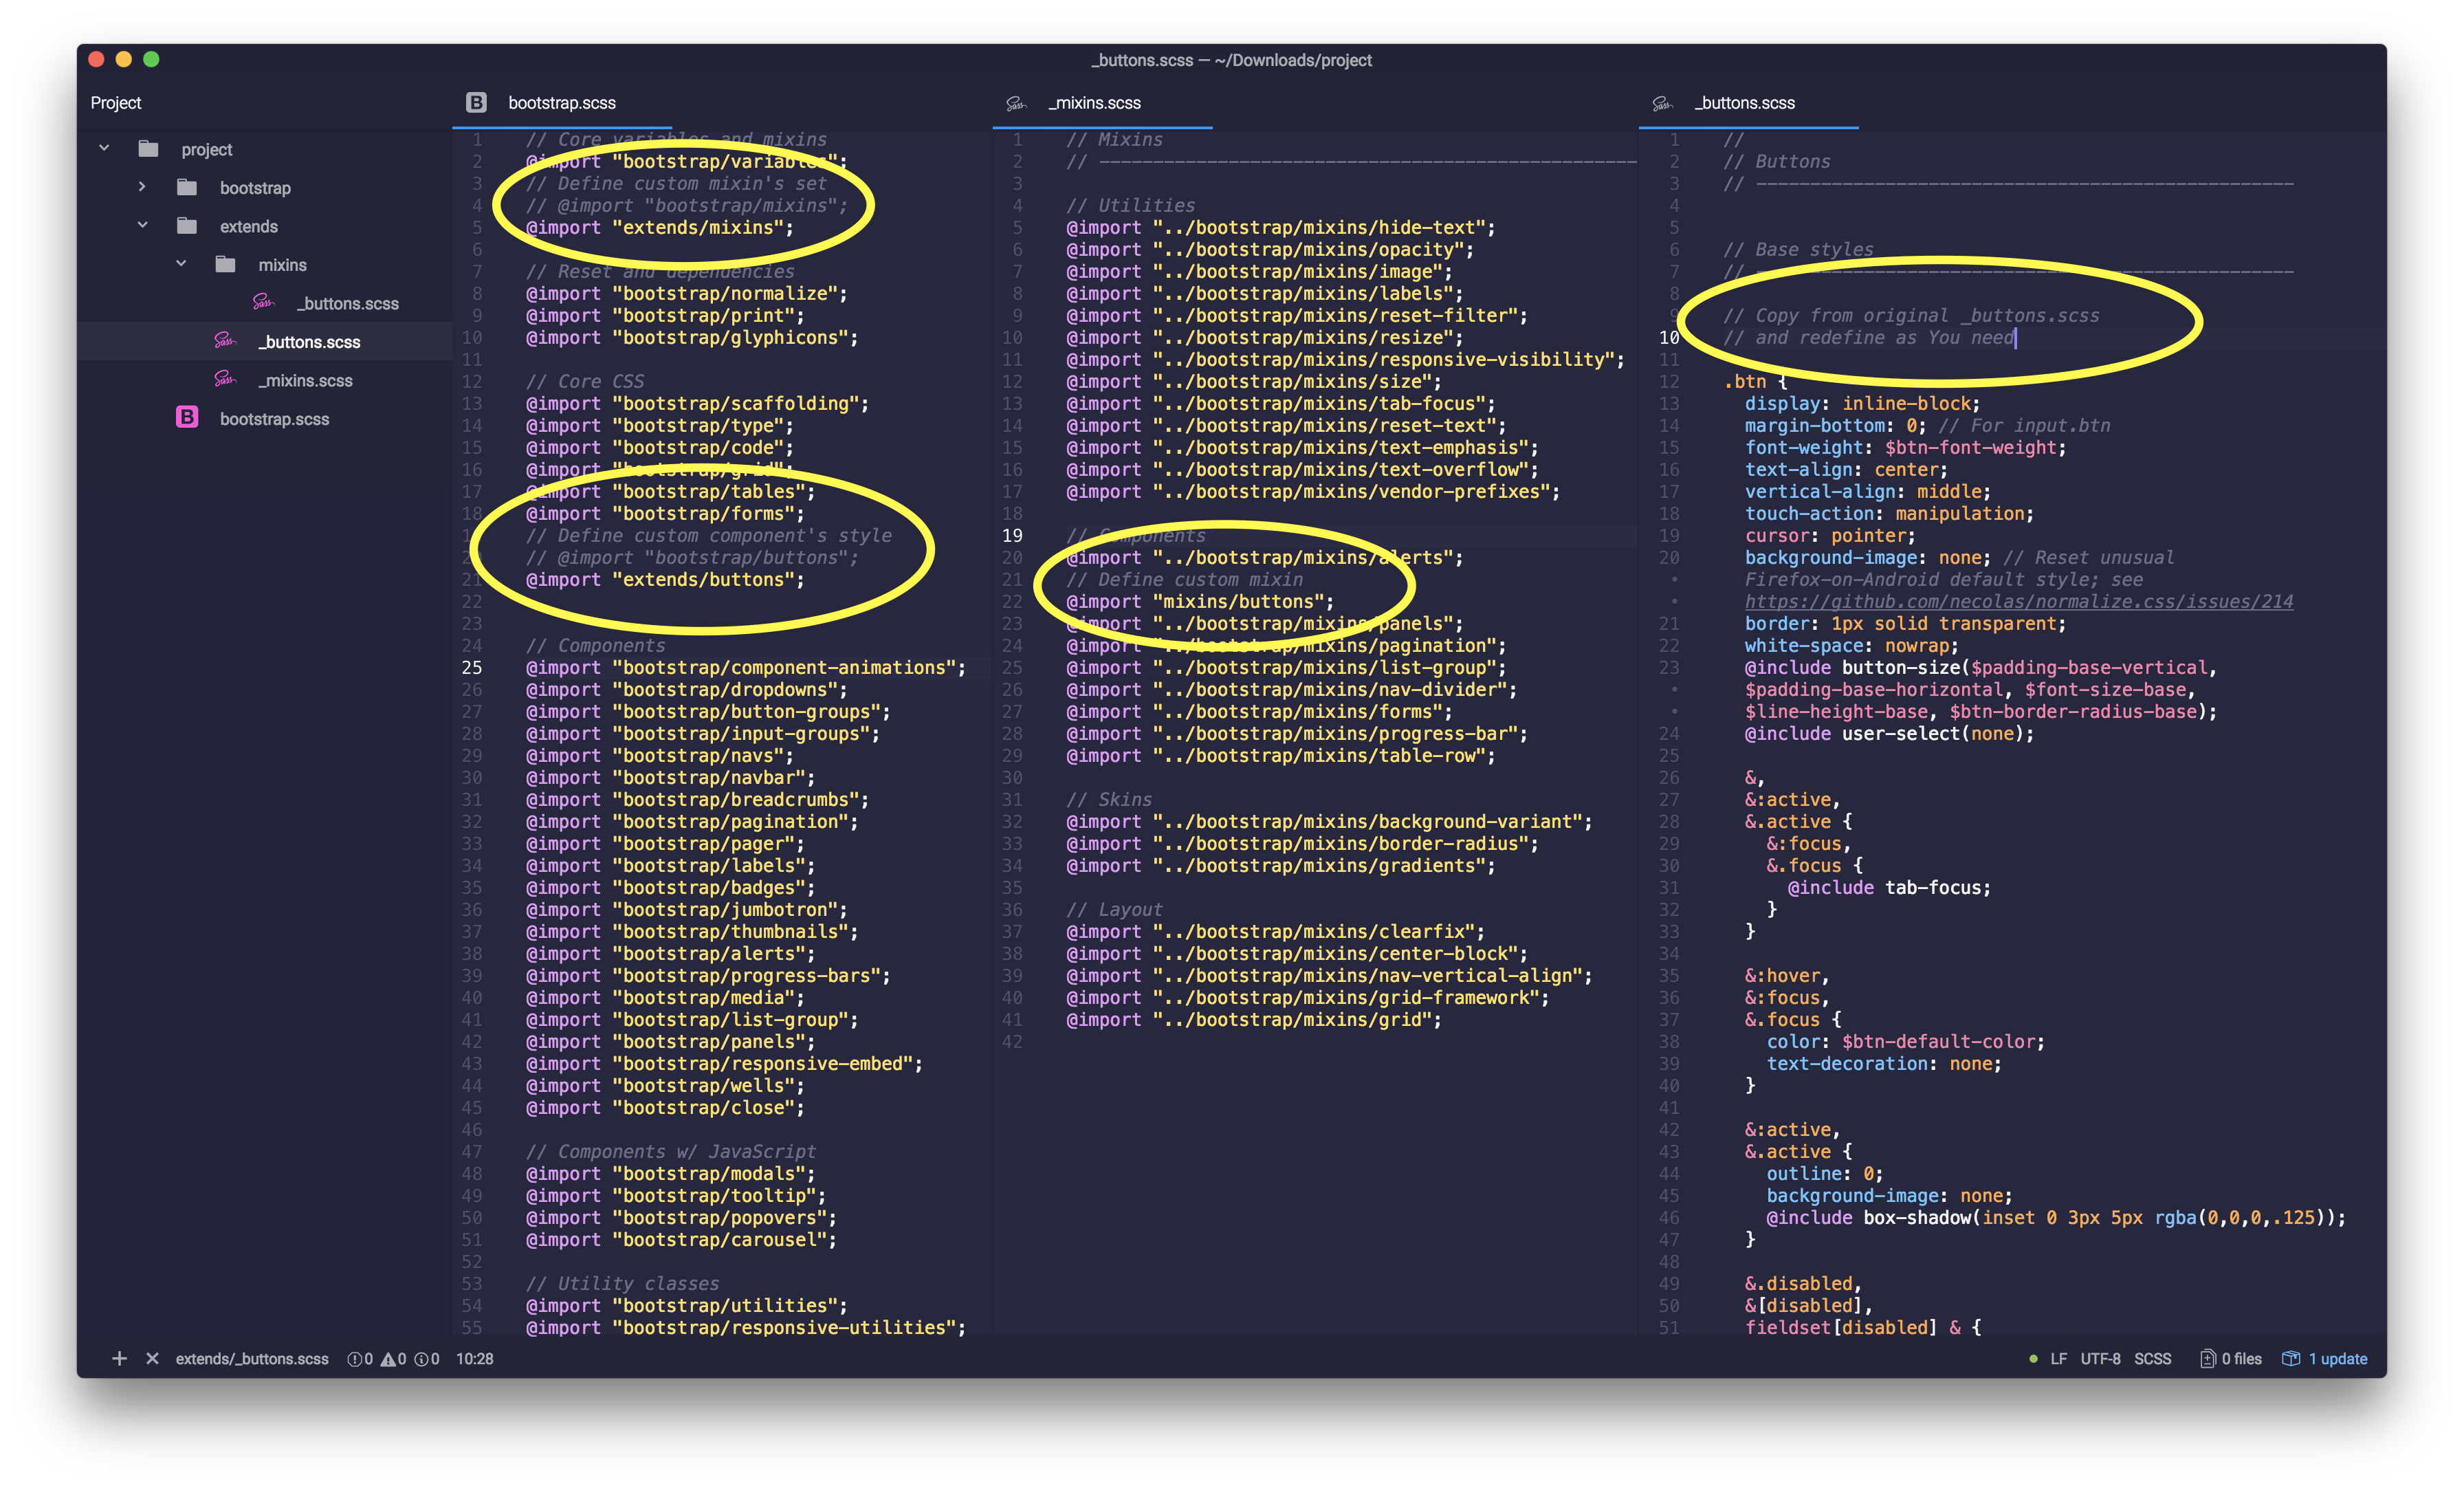 _buttons.scss — ~/Downloads/project
Project
project
bootstrap
extends
mixins
_buttons.scss
_buttons.scss
_mixins.scss
bootstrap.scss
bootstrap.scss
1 // Core variables and mixins
2 @import "bootstrap/variables";
3 // Define custom mixin's set
4 // @import "bootstrap/mixins";
5 @import "extends/mixins";
6
7 // Reset and dependencies
8 @import "bootstrap/normalize";
9 @import "bootstrap/print";
10 @import "bootstrap/glyphicons";
11
12 // Core CSS
13 @import "bootstrap/scaffolding";
14 @import "bootstrap/type";
15 @import "bootstrap/code";
16 @import "bootstrap/grid";
17 @import "bootstrap/tables";
18 @import "bootstrap/forms";
19 // Define custom component's style
20 // @import "bootstrap/buttons";
21 @import "extends/buttons";
22
23
24 // Components
25 @import "bootstrap/component-animations";
26 @import "bootstrap/dropdowns";
27 @import "bootstrap/button-groups";
28 @import "bootstrap/input-groups";
29 @import "bootstrap/navs";
30 @import "bootstrap/navbar";
31 @import "bootstrap/breadcrumbs";
32 @import "bootstrap/pagination";
33 @import "bootstrap/pager";
34 @import "bootstrap/labels";
35 @import "bootstrap/badges";
36 @import "bootstrap/jumbotron";
37 @import "bootstrap/thumbnails";
38 @import "bootstrap/alerts";
39 @import "bootstrap/progress-bars";
40 @import "bootstrap/media";
41 @import "bootstrap/list-group";
42 @import "bootstrap/panels";
43 @import "bootstrap/responsive-embed";
44 @import "bootstrap/wells";
45 @import "bootstrap/close";
46
47 // Components w/ JavaScript
48 @import "bootstrap/modals";
49 @import "bootstrap/tooltip";
50 @import "bootstrap/popovers";
51 @import "bootstrap/carousel";
52
53 // Utility classes
54 @import "bootstrap/utilities";
55 @import "bootstrap/responsive-utilities";
_mixins.scss
1 // Mixins
2 // --------------------------------------------------
3
4 // Utilities
5 @import "../bootstrap/mixins/hide-text";
6 @import "../bootstrap/mixins/opacity";
7 @import "../bootstrap/mixins/image";
8 @import "../bootstrap/mixins/labels";
9 @import "../bootstrap/mixins/reset-filter";
10 @import "../bootstrap/mixins/resize";
11 @import "../bootstrap/mixins/responsive-visibility";
12 @import "../bootstrap/mixins/size";
13 @import "../bootstrap/mixins/tab-focus";
14 @import "../bootstrap/mixins/reset-text";
15 @import "../bootstrap/mixins/text-emphasis";
16 @import "../bootstrap/mixins/text-overflow";
17 @import "../bootstrap/mixins/vendor-prefixes";
18
19 // Components
20 @import "../bootstrap/mixins/alerts";
21 // Define custom mixin
22 @import "mixins/buttons";
23 @import "../bootstrap/mixins/panels";
24 @import "../bootstrap/mixins/pagination";
25 @import "../bootstrap/mixins/list-group";
26 @import "../bootstrap/mixins/nav-divider";
27 @import "../bootstrap/mixins/forms";
28 @import "../bootstrap/mixins/progress-bar";
29 @import "../bootstrap/mixins/table-row";
30
31 // Skins
32 @import "../bootstrap/mixins/background-variant";
33 @import "../bootstrap/mixins/border-radius";
34 @import "../bootstrap/mixins/gradients";
35
36 // Layout
37 @import "../bootstrap/mixins/clearfix";
38 @import "../bootstrap/mixins/center-block";
39 @import "../bootstrap/mixins/nav-vertical-align";
40 @import "../bootstrap/mixins/grid-framework";
41 @import "../bootstrap/mixins/grid";
42
_buttons.scss
1 //
2 // Buttons
3 // --------------------------------------------------
4
5
6 // Base styles
7 // --------------------------------------------------
8
9 // Copy from original _buttons.scss
10 // and redefine as You need
11
12 .btn {
13 display: inline-block;
14 margin-bottom: 0; // For input.btn
15 font-weight: $btn-font-weight;
16 text-align: center;
17 vertical-align: middle;
18 touch-action: manipulation;
19 cursor: pointer;
20 background-image: none; // Reset unusual
• Firefox-on-Android default style; see
• https://github.com/necolas/normalize.css/issues/214
21 border: 1px solid transparent;
22 white-space: nowrap;
23 @include button-size($padding-base-vertical,
• $padding-base-horizontal, $font-size-base,
• $line-height-base, $btn-border-radius-base);
24 @include user-select(none);
25
26 &,
27 &:active,
28 &.active {
29 &:focus,
30 &.focus {
31 @include tab-focus;
32 }
33 }
34
35 &:hover,
36 &:focus,
37 &.focus {
38 color: $btn-default-color;
39 text-decoration: none;
40 }
41
42 &:active,
43 &.active {
44 outline: 0;
45 background-image: none;
46 @include box-shadow(inset 0 3px 5px rgba(0,0,0,.125));
47 }
48
49 &.disabled,
50 &[disabled],
51 fieldset[disabled] & {
extends/_buttons.scss 0 0 0 10:28
LF UTF-8 SCSS 0 files 1 update